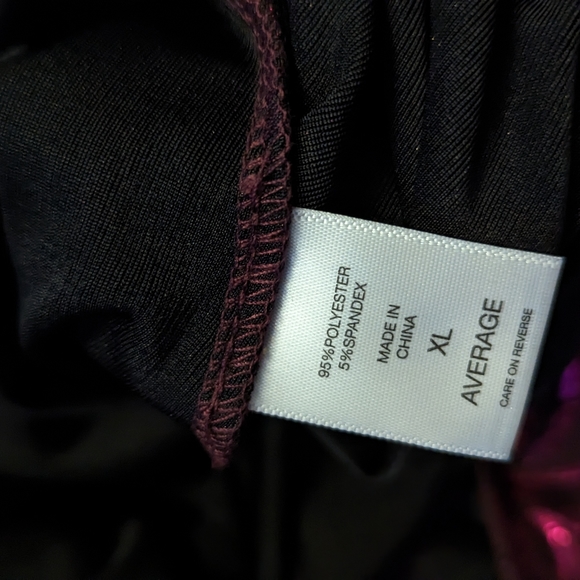 95%POLYESTER
5%SPANDEX
MADE IN
CHINA
XL
AVERAGE
CARE ON REVERSE